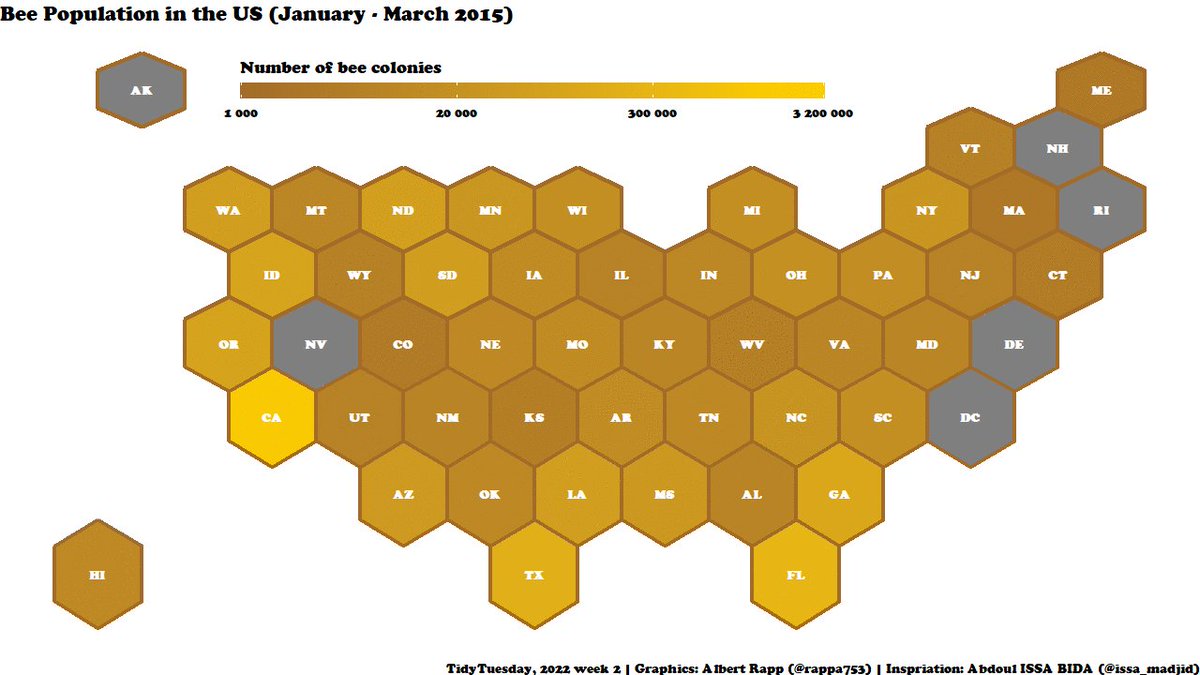 Bee Population in the US (January - March 2015)
Number of bee colonies
1 000 20 000 300 000 3 200 000
AK
ME
VT NH
WA MT ND MN WI MI NY MA RI
ID WY SD IA IL IN OH PA NJ CT
OR NV CO NE MO KY WV VA MD DE
CA UT NM KS AR TN NC SC DC
AZ OK LA MS AL GA
HI TX FL
TidyTuesday, 2022 week 2 | Graphics: Albert Rapp (@rappa753) | Inspriation: Abdoul ISSA BIDA (@issa_madjid)